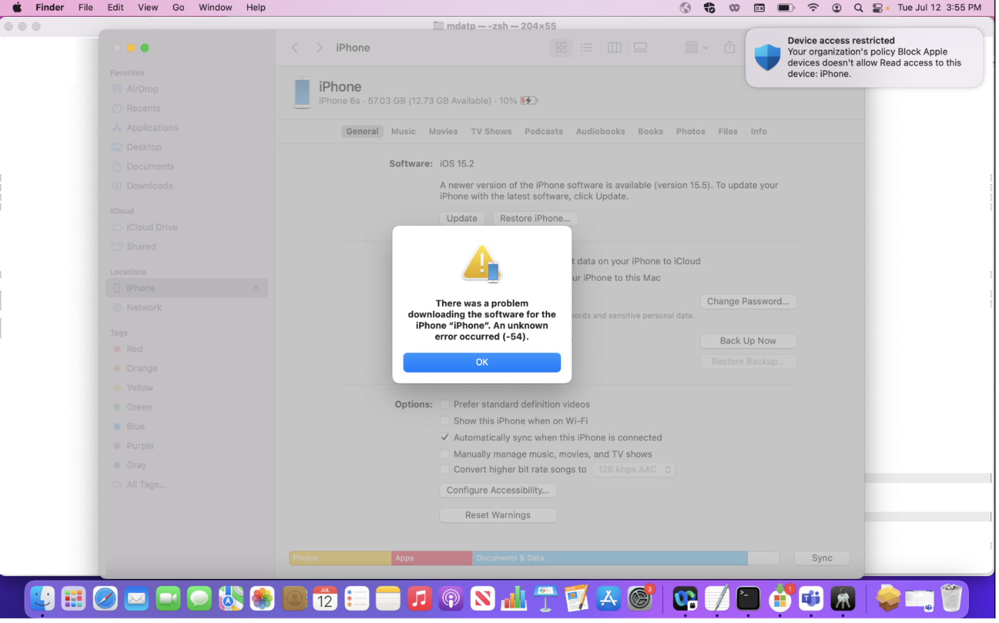 Finder File Edit View Go Window Help Tue Jul 12 3:55 PM
mdatp — -zsh — 204×55
Device access restricted
Your organization's policy Block Apple
devices doesn't allow Read access to this
device: iPhone.
iPhone
Favorites
AirDrop
Recents
Applications
Desktop
Documents
Downloads
iCloud
iCloud Drive
Shared
Locations
iPhone
Network
Tags
Red
Orange
Yellow
Green
Blue
Purple
Gray
All Tags...
iPhone
iPhone 6s · 57.03 GB (12.73 GB Available) · 10%
General Music Movies TV Shows Podcasts Audiobooks Books Photos Files Info
Software: iOS 15.2
A newer version of the iPhone software is available (version 15.5). To update your
iPhone with the latest software, click Update.
Update Restore iPhone...
t data on your iPhone to iCloud
ur iPhone to this Mac
Change Password...
words and sensitive personal data.
Back Up Now
Restore Backup...
There was a problem
downloading the software for the
iPhone “iPhone”. An unknown
error occurred (-54).
OK
Options: Prefer standard definition videos
Show this iPhone when on Wi-Fi
Automatically sync when this iPhone is connected
Manually manage music, movies, and TV shows
Convert higher bit rate songs to 128 kbps AAC
Configure Accessibility...
Reset Warnings
Photos Apps Documents & Data Sync
JUL
12
3
1